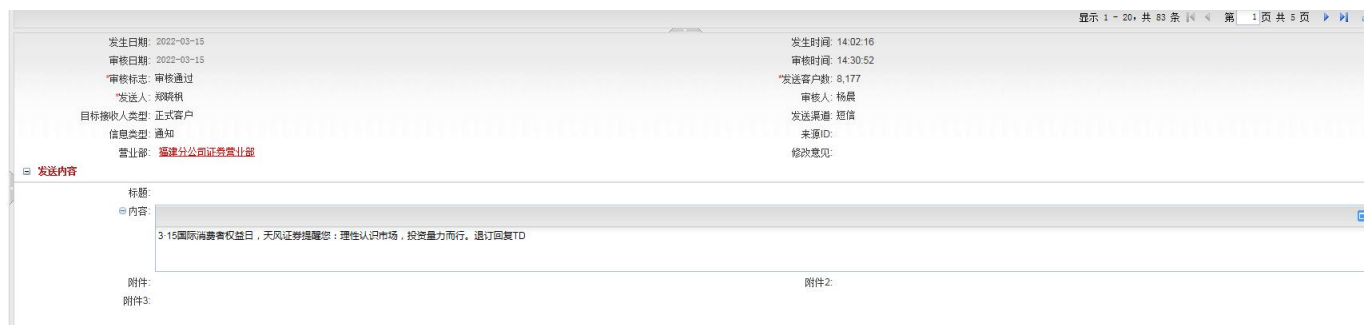 显示 1 - 20，共 83 条 第 1 页 共 5 页
发生日期: 2022-03-15 发生时间: 14:02:16
审核日期: 2022-03-15 审核时间: 14:30:52
*审核标志: 审核通过 *发送客户数: 8,177
*发送人: 郑晓枫 审核人: 杨晨
目标接收人类型: 正式客户 发送渠道: 短信
信息类型: 通知 来源ID:
营业部: 福建分公司证券营业部 修改意见:
发送内容
标题:
内容:
3·15国际消费者权益日，天风证券提醒您：理性认识市场，投资量力而行。退订回复TD
附件: 附件2:
附件3: